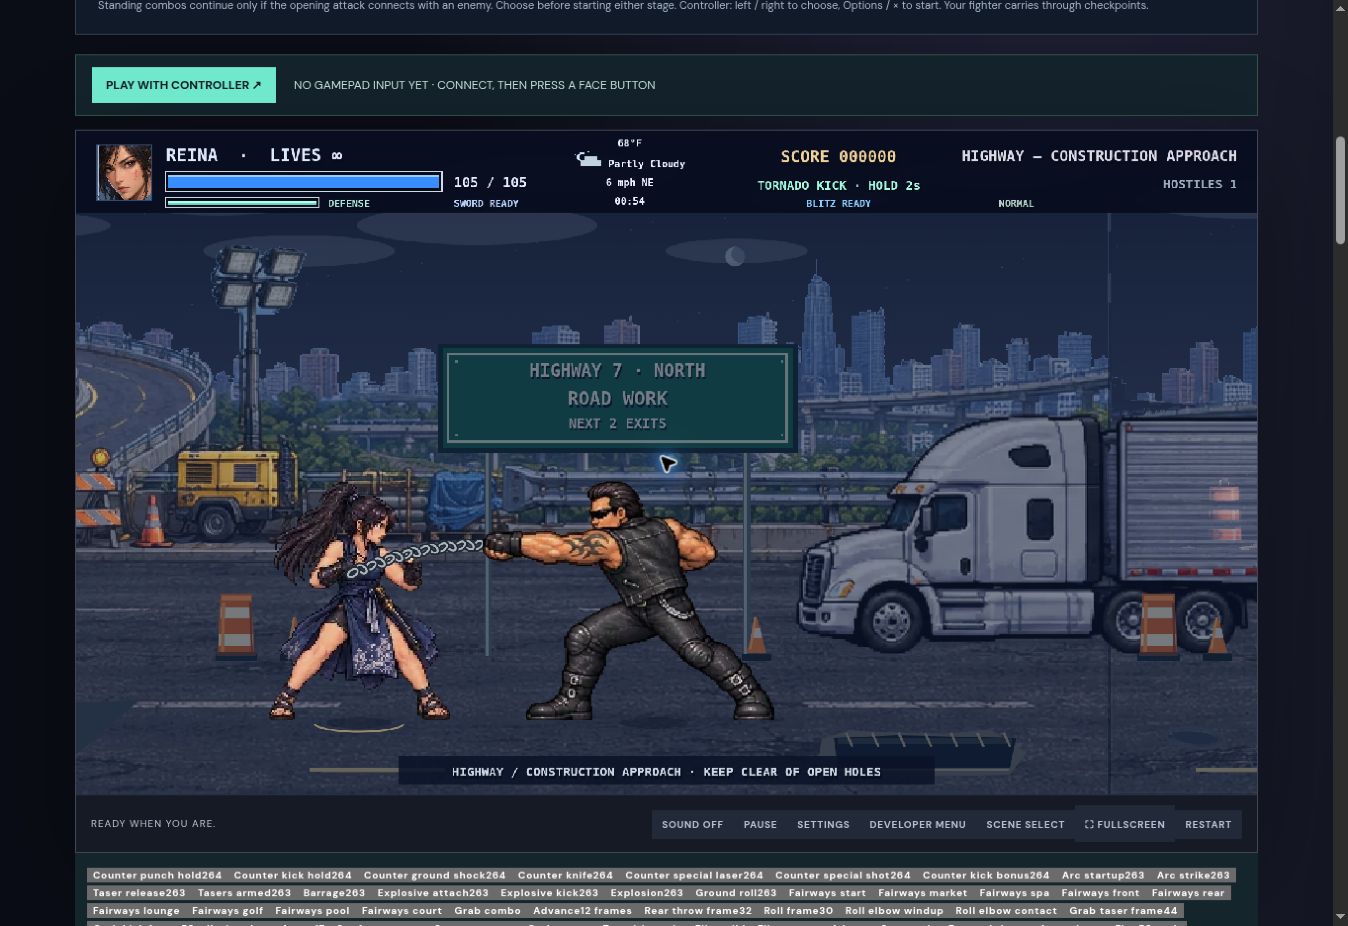 Standing combos continue only if the opening attack connects with an enemy. Choose before starting either stage. Controller: left / right to choose, Options / × to start. Your fighter carries through checkpoints.
PLAY WITH CONTROLLER ↗ NO GAMEPAD INPUT YET · CONNECT, THEN PRESS A FACE BUTTON
REINA · LIVES ∞
105 / 105
DEFENSE SWORD READY
68°F
Partly Cloudy
6 mph NE
00:54
SCORE 000000
TORNADO KICK · HOLD 2s
BLITZ READY
HIGHWAY — CONSTRUCTION APPROACH
HOSTILES 1
NORMAL
HIGHWAY 7 · NORTH
ROAD WORK
NEXT 2 EXITS
HIGHWAY / CONSTRUCTION APPROACH · KEEP CLEAR OF OPEN HOLES
READY WHEN YOU ARE. SOUND OFF PAUSE SETTINGS DEVELOPER MENU SCENE SELECT ⛶ FULLSCREEN RESTART
Counter punch hold264 Counter kick hold264 Counter ground shock264 Counter knife264 Counter special laser264 Counter special shot264 Counter kick bonus264 Arc startup263 Arc strike263
Taser release263 Tasers armed263 Barrage263 Explosive attach263 Explosive kick263 Explosion263 Ground roll263 Fairways start Fairways market Fairways spa Fairways front Fairways rear
Fairways lounge Fairways golf Fairways pool Fairways court Grab combo Advance12 frames Rear throw frame32 Roll frame30 Roll elbow windup Roll elbow contact Grab taser frame44